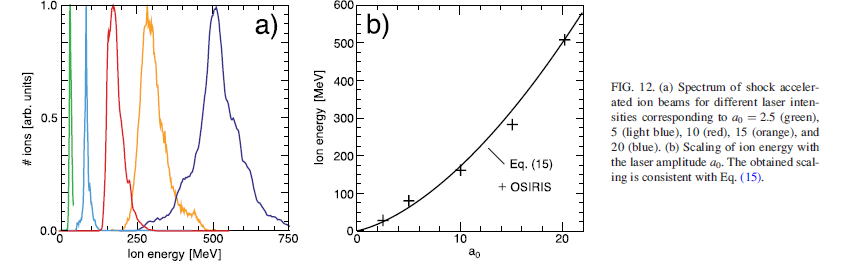 a)
1.0
0.5
0.0
# ions [arb. units]
0 250 500 750
Ion energy [MeV]
b)
600
500
400
300
200
100
0
Ion energy [MeV]
Eq. (15)
+ OSIRIS
0 10 20
a₀
FIG. 12. (a) Spectrum of shock acceler-
ated ion beams for different laser inten-
sities corresponding to a₀ = 2.5 (green),
5 (light blue), 10 (red), 15 (orange), and
20 (blue). (b) Scaling of ion energy with
the laser amplitude a₀. The obtained scal-
ing is consistent with Eq. (15).